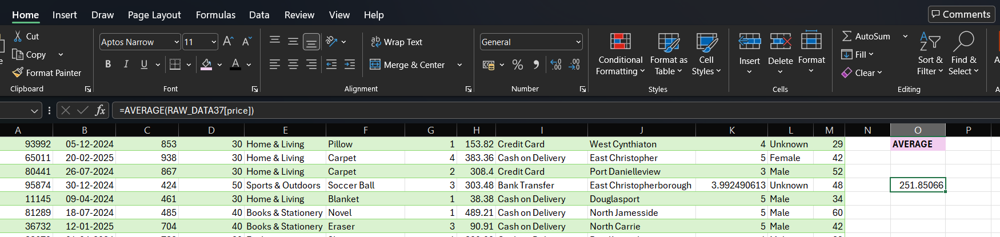 Home Insert Draw Page Layout Formulas Data Review View Help Comments
Cut
Copy
Format Painter
Clipboard
Aptos Narrow 11 A A
B I U A
Font
ab Wrap Text
Merge & Center
Alignment
General
% 9 .00 .00
Number
Conditional Formatting
Format as Table
Cell Styles
Styles
Insert Delete Format
Cells
AutoSum
Fill
Clear
Sort & Filter
Find & Select
Editing
fx =AVERAGE(RAW_DATA37[price])
A B C D E F G H I J K L M N O P
93992 05-12-2024 853 30 Home & Living Pillow 1 153.82 Credit Card West Cynthiaton 4 Unknown 29 AVERAGE
65011 20-02-2025 938 30 Home & Living Carpet 4 383.36 Cash on Delivery East Christopher 5 Female 42
80441 26-07-2024 867 30 Home & Living Carpet 2 308.4 Credit Card Port Danielleview 3 Male 52
95874 30-12-2024 424 50 Sports & Outdoors Soccer Ball 3 303.48 Bank Transfer East Christopherborough 3.992490613 Unknown 48 251.85066
11145 09-04-2024 461 30 Home & Living Blanket 1 38.38 Cash on Delivery Douglasport 5 Male 34
81289 18-07-2024 485 40 Books & Stationery Novel 1 489.21 Cash on Delivery North Jamesside 5 Male 60
36732 12-01-2025 704 40 Books & Stationery Eraser 3 90.91 Cash on Delivery North Carrie 5 Male 42